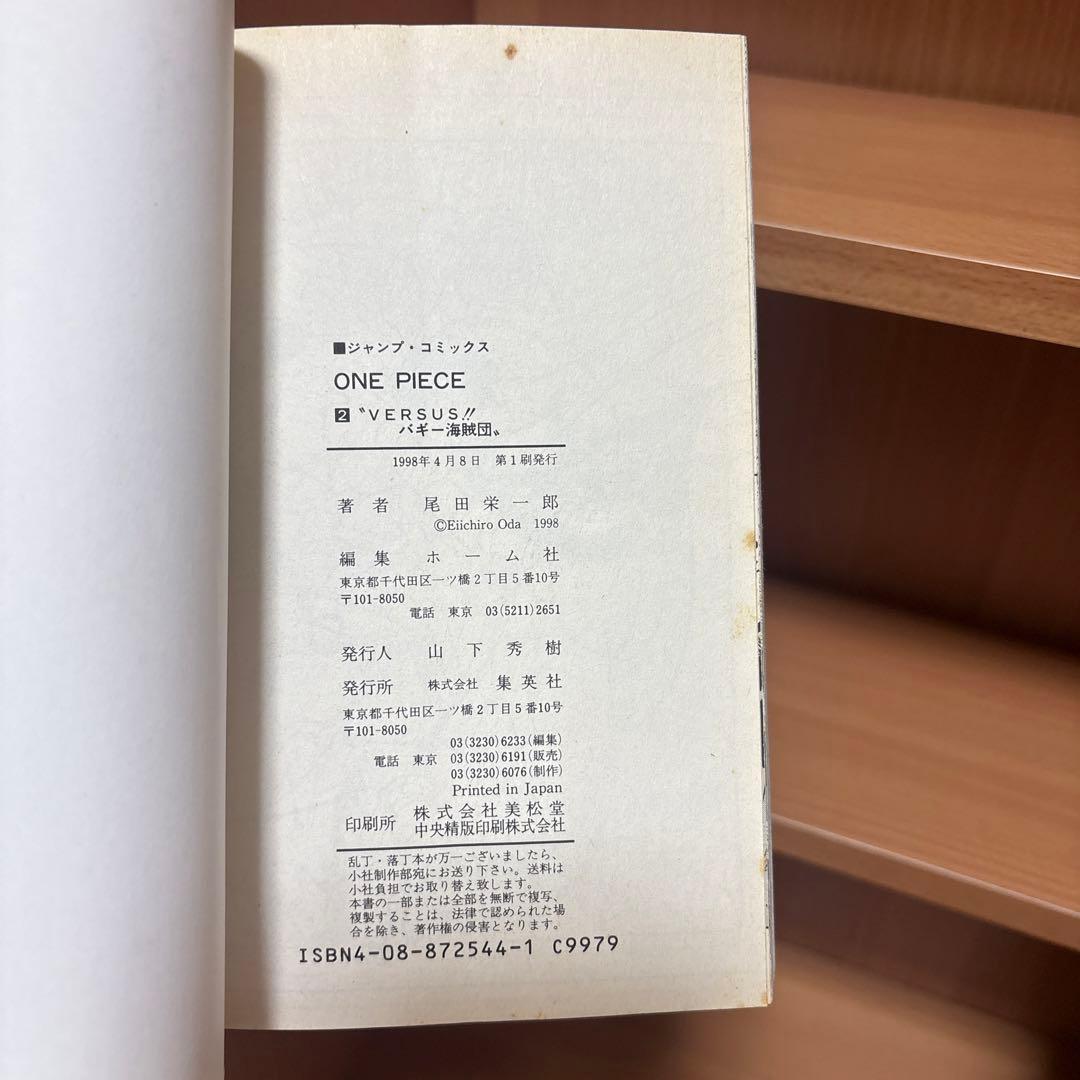 ■ジャンプ・コミックス
ONE PIECE
2 〝VERSUS!!
バギー海賊団〟
1998年4月8日 第1刷発行
著者 尾田栄一郎
©Eiichiro Oda 1998
編集 ホーム社
東京都千代田区一ツ橋2丁目5番10号
〒101-8050
電話 東京 03(5211)2651
発行人 山下秀樹
発行所 株式会社 集英社
東京都千代田区一ツ橋2丁目5番10号
〒101-8050
03(3230)6233(編集)
電話 東京 03(3230)6191(販売)
03(3230)6076(制作)
Printed in Japan
印刷所 株式会社美松堂
中央精版印刷株式会社
乱丁・落丁本が万一ございましたら、
小社制作部宛にお送り下さい。送料は
小社負担でお取り替え致します。
本書の一部または全部を無断で複写、
複製することは、法律で認められた場
合を除き、著作権の侵害となります。
ISBN4-08-872544-1 C9979